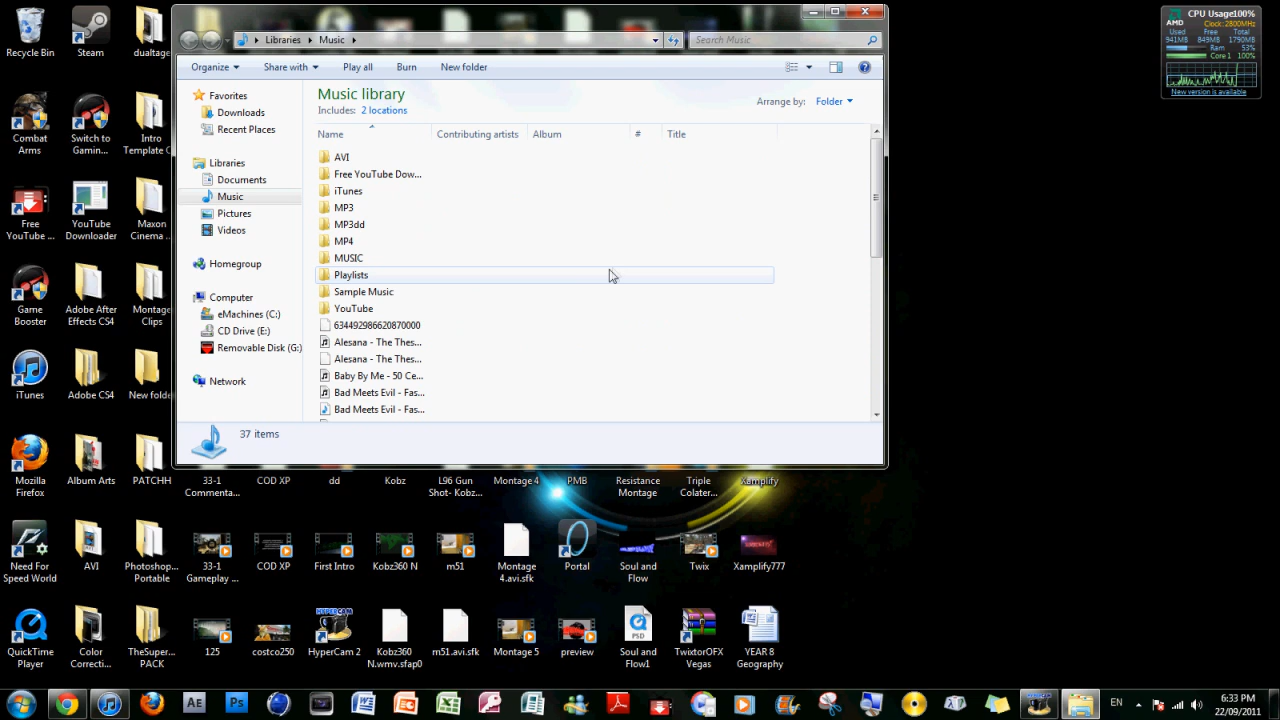 Recycle Bin
Steam
dualtage
Combat
Arms
Switch to
Gamin...
Intro
Template C
Free
YouTube ...
YouTube
Downloader
Maxon
Cinema
Game
Booster
Adobe After
Effects CS4
Montage
Clips
iTunes
Adobe CS4
New folde
Mozilla
Firefox
Album Arts
PATCHH
Need For
Speed World
AVI
Photoshop...
Portable
QuickTime
Player
Color
Correcti...
TheSuper...
PACK
Libraries
Music
Search Music
Organize
Share with
Play all
Burn
New folder
Favorites
Downloads
Recent Places
Libraries
Documents
Music
Pictures
Videos
Homegroup
Computer
eMachines (C:)
CD Drive (E:)
Removable Disk (G:)
Network
Music library
Includes: 2 locations
Arrange by: Folder
Name
Contributing artists
Album
#
Title
AVI
Free YouTube Dow...
iTunes
MP3
MP3dd
MP4
MUSIC
Playlists
Sample Music
YouTube
634492986620870000
Alesana - The Thes...
Alesana - The Thes...
Baby By Me - 50 Ce...
Bad Meets Evil - Fas...
Bad Meets Evil - Fas...
37 items
33-1
Commenta...
COD XP
dd
Kobz
L96 Gun
Shot- Kobz...
Montage 4
PMB
Resistance
Montage
Triple
Colater...
Xamplify
33-1
Gameplay ...
COD XP
First Intro
Kobz360 N
m51
Montage
4.avi.sfk
Portal
Soul and
Flow
Twix
Xamplify777
125
costco250
HYPERCAM
HyperCam 2
Kobz360
N.wmv.sfap0
m51.avi.sfk
Montage 5
preview
PSD
Soul and
Flow1
TwixtorOFX
Vegas
YEAR 8
Geography
AMD
CPU Usage100%
Clock: 2800MHz
Used Free Total
941MB 849MB 1790MB
Ram 53%
Core 1 100%
New version is available
AE
Ps
EN
6:33 PM
22/09/2011